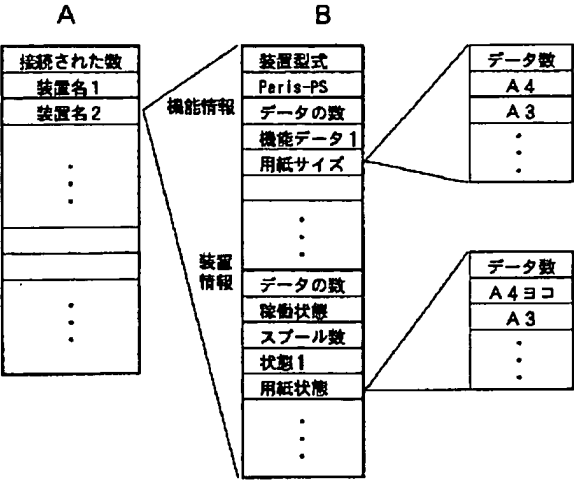 A
接続された数
装置名1
装置名2
B
機能情報
装置型式
Peris-PS
データの数
機能データ1
用紙サイズ
装置
情報
データの数
稼働状態
スプール数
状態1
用紙状態
データ数
A4
A3
データ数
A4ヨコ
A3